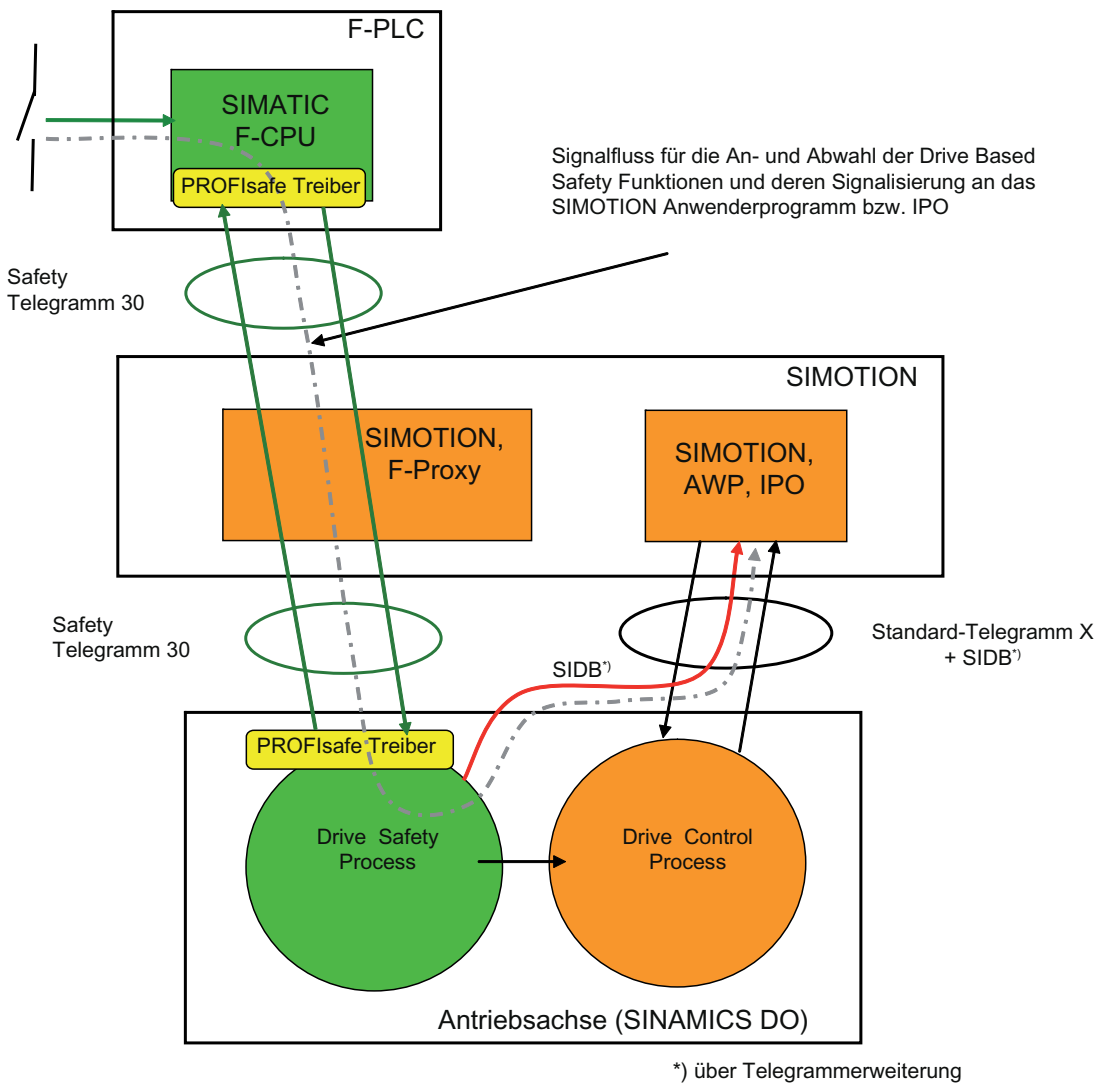 F-PLC
SIMATIC
F-CPU
PROFIsafe Treiber
Signalfluss für die An- und Abwahl der Drive Based
Safety Funktionen und deren Signalisierung an das
SIMOTION Anwenderprogramm bzw. IPO
Safety
Telegramm 30
SIMOTION
SIMOTION,
F-Proxy
SIMOTION,
AWP, IPO
Safety
Telegramm 30
Standard-Telegramm X
+ SIDB*)
SIDB*)
PROFIsafe Treiber
Drive Safety
Process
Drive Control
Process
Antriebsachse (SINAMICS DO)
*) über Telegrammerweiterung